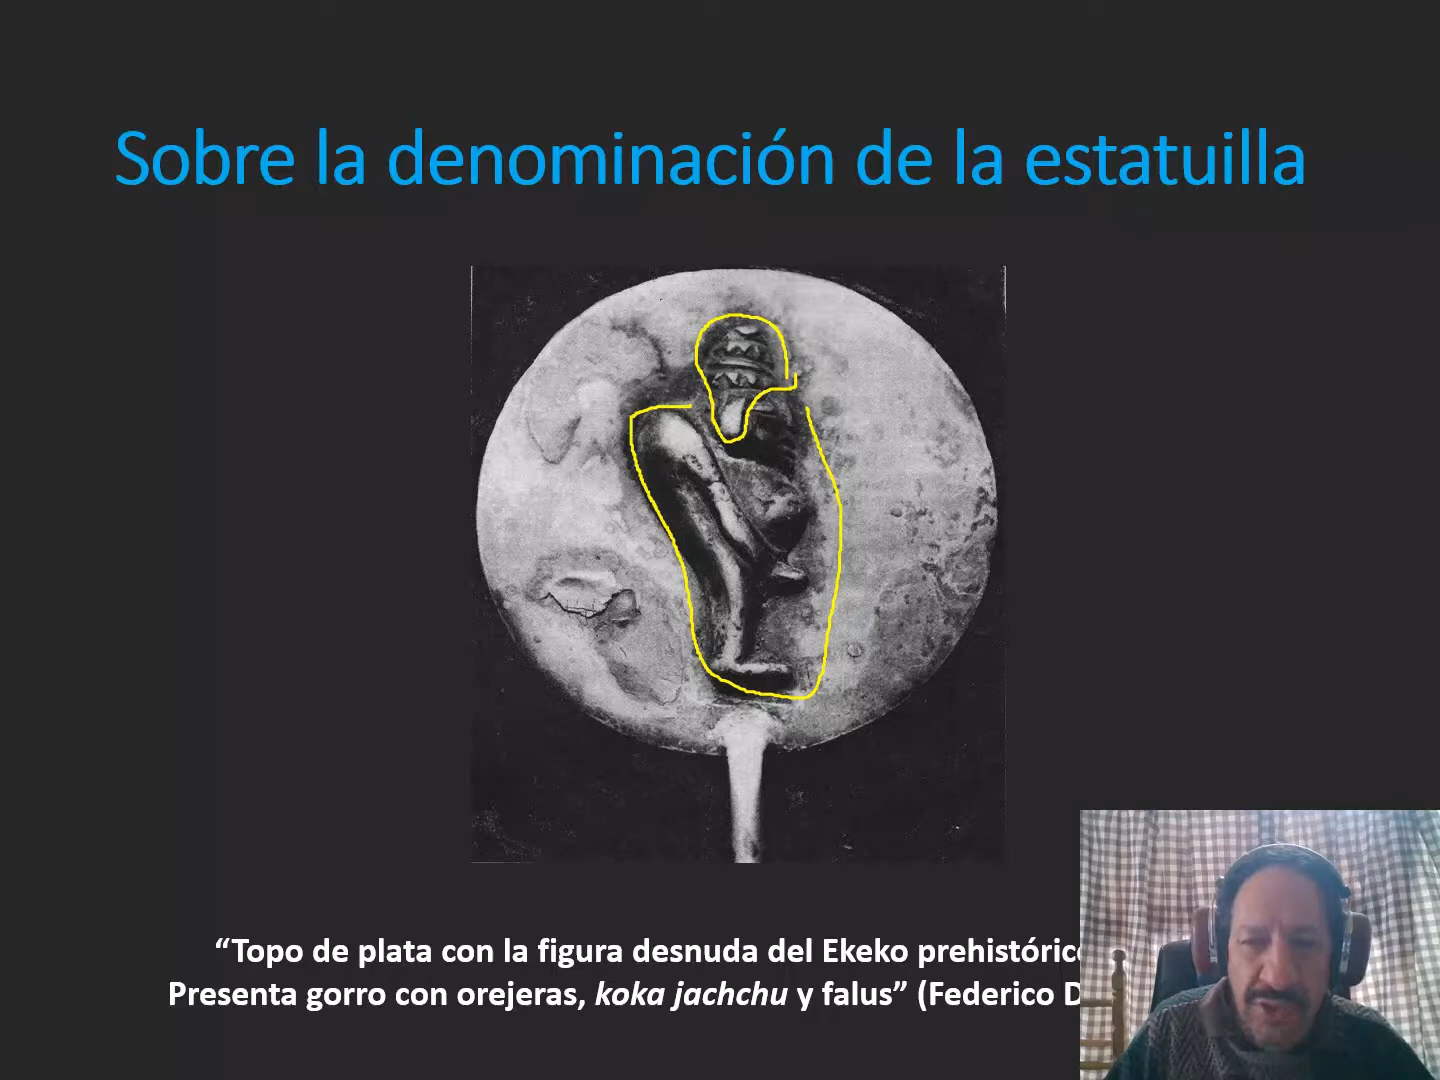 Sobre la denominación de la estatuilla
“Topo de plata con la figura desnuda del Ekeko
Presenta gorro con orejeras, koka jachchu y falus” (Federico